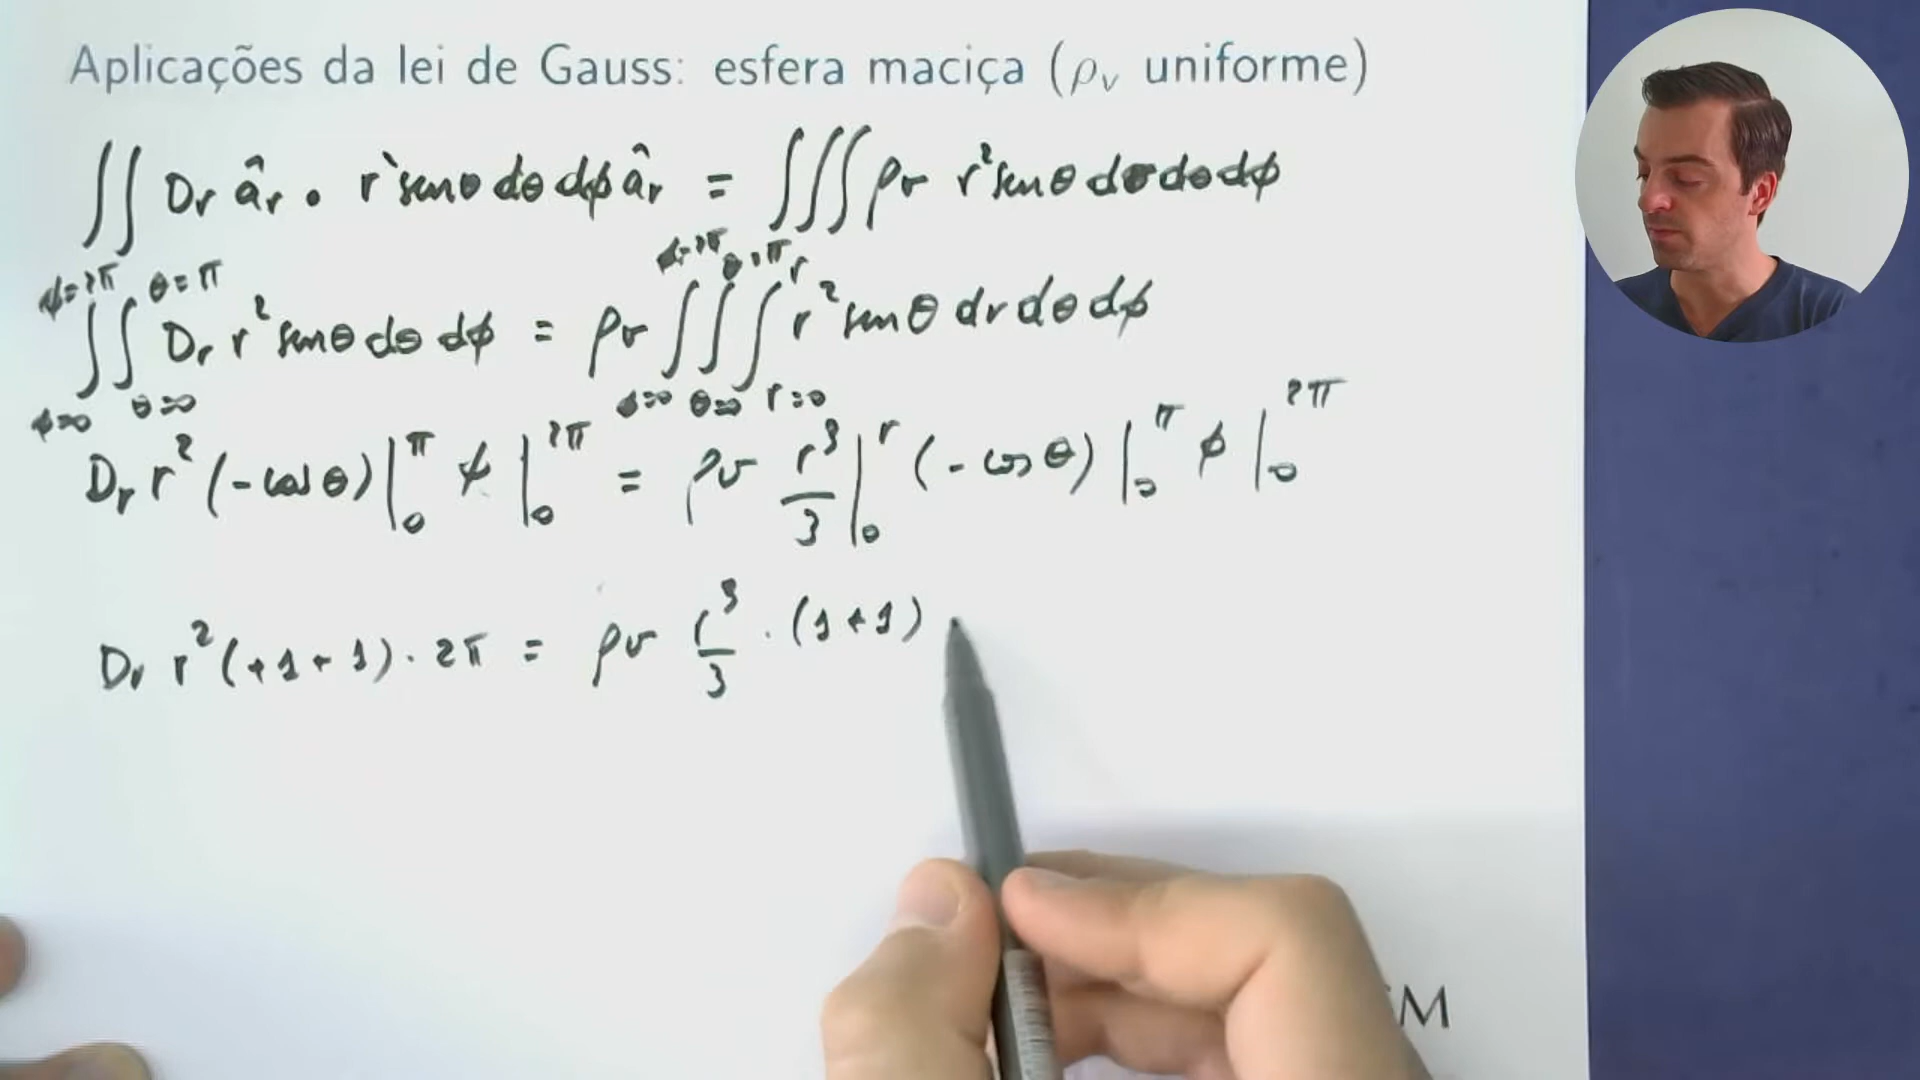 Aplicações da lei de Gauss: esfera maciça (ρᵥ uniforme)
∬ Dr âr • r² senθ dθ dϕ âr = ∭ ρv r² senθ dr dθ dϕ
ϕ=2π θ=π ϕ=2π θ=π r
∬ Dr r² senθ dθ dϕ = ρv ∭ r² senθ dr dθ dϕ
ϕ=0 θ=0 ϕ=0 θ=0 r=0
Dr r² (-cosθ)|₀^π ϕ|₀^2π = ρv r³/3 |₀^r (-cosθ)|₀^π ϕ|₀^2π
Dr r² (+1+1) · 2π = ρv r³/3 · (1+1)